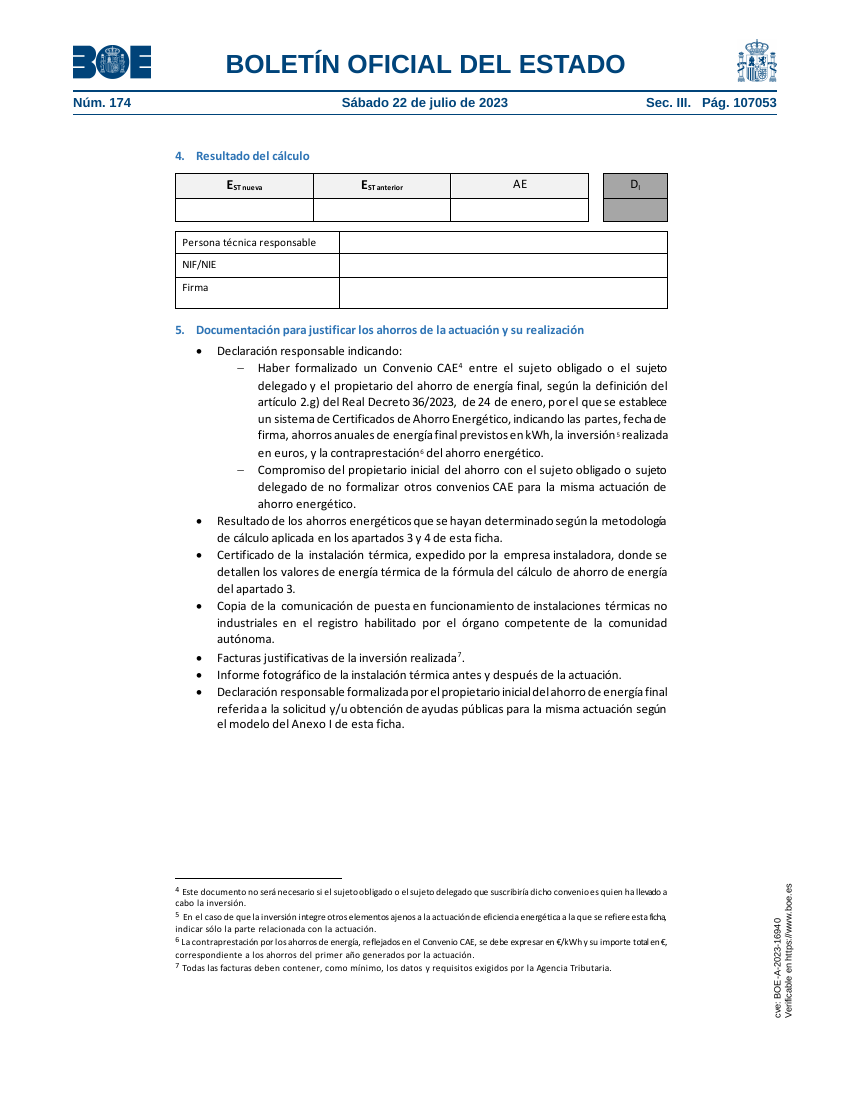 BOE
BOLETÍN OFICIAL DEL ESTADO
Núm. 174
Sábado 22 de julio de 2023
Sec. III. Pág. 107053
4. Resultado del cálculo
E ST nueva
E ST anterior
AE
D i
Persona técnica responsable
NIF/NIE
Firma
5. Documentación para justificar los ahorros de la actuación y su realización
• Declaración responsable indicando:
– Haber formalizado un Convenio CAE⁴ entre el sujeto obligado o el sujeto
delegado y el propietario del ahorro de energía final, según la definición del
artículo 2.g) del Real Decreto 36/2023, de 24 de enero, por el que se establece
un sistema de Certificados de Ahorro Energético, indicando las partes, fecha de
firma, ahorros anuales de energía final previstos en kWh, la inversión⁵ realizada
en euros, y la contraprestación⁶ del ahorro energético.
– Compromiso del propietario inicial del ahorro con el sujeto obligado o sujeto
delegado de no formalizar otros convenios CAE para la misma actuación de
ahorro energético.
• Resultado de los ahorros energéticos que se hayan determinado según la metodología
de cálculo aplicada en los apartados 3 y 4 de esta ficha.
• Certificado de la instalación térmica, expedido por la empresa instaladora, donde se
detallen los valores de energía térmica de la fórmula del cálculo de ahorro de energía
del apartado 3.
• Copia de la comunicación de puesta en funcionamiento de instalaciones térmicas no
industriales en el registro habilitado por el órgano competente de la comunidad
autónoma.
• Facturas justificativas de la inversión realizada⁷.
• Informe fotográfico de la instalación térmica antes y después de la actuación.
• Declaración responsable formalizada por el propietario inicial del ahorro de energía final
referida a la solicitud y/u obtención de ayudas públicas para la misma actuación según
el modelo del Anexo I de esta ficha.
⁴ Este documento no será necesario si el sujeto obligado o el sujeto delegado que suscribiría dicho convenio es quien ha llevado a
cabo la inversión.
⁵ En el caso de que la inversión integre otros elementos ajenos a la actuación de eficiencia energética a la que se refiere esta ficha,
indicar sólo la parte relacionada con la actuación.
⁶ La contraprestación por los ahorros de energía, reflejados en el Convenio CAE, se debe expresar en €/kWh y su importe total en €,
correspondiente a los ahorros del primer año generados por la actuación.
⁷ Todas las facturas deben contener, como mínimo, los datos y requisitos exigidos por la Agencia Tributaria.
cve: BOE-A-2023-16940
Verificable en https://www.boe.es